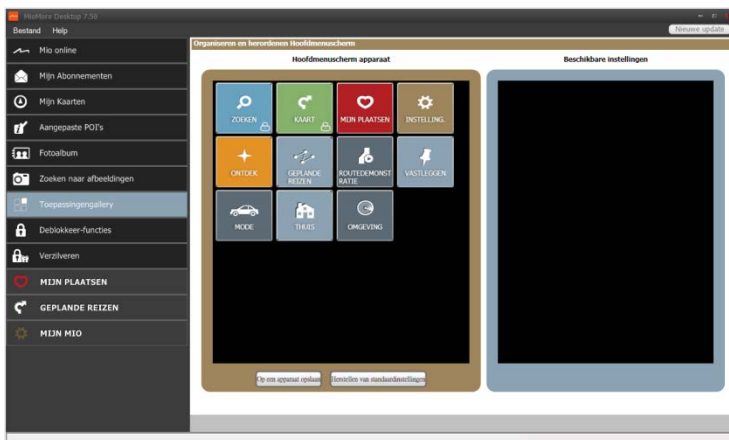 MioMore Desktop 7.56
Bestand Help
Nieuwe update
Mio online
Mijn Abonnementen
Mijn Kaarten
Aangepaste POI's
Fotoalbum
Zoeken naar afbeeldingen
Toepassingengallery
Deblokkeer-functies
Verzilveren
MIJN PLAATSEN
GEPLANDE REIZEN
MIJN MIO
Organiseren en herordenen Hoofdmenuscherm
Hoofdmenuscherm apparaat
ZOEKEN
KAART
MIJN PLAATSEN
INSTELLING.
ONTDEK
GEPLANDE
REIZEN
ROUTEDEMONST
RATIE
VASTLEGGEN
MODE
THUIS
OMGEVING
Op een apparaat opslaan
Herstellen van standaardinstellingen
Beschikbare instellingen